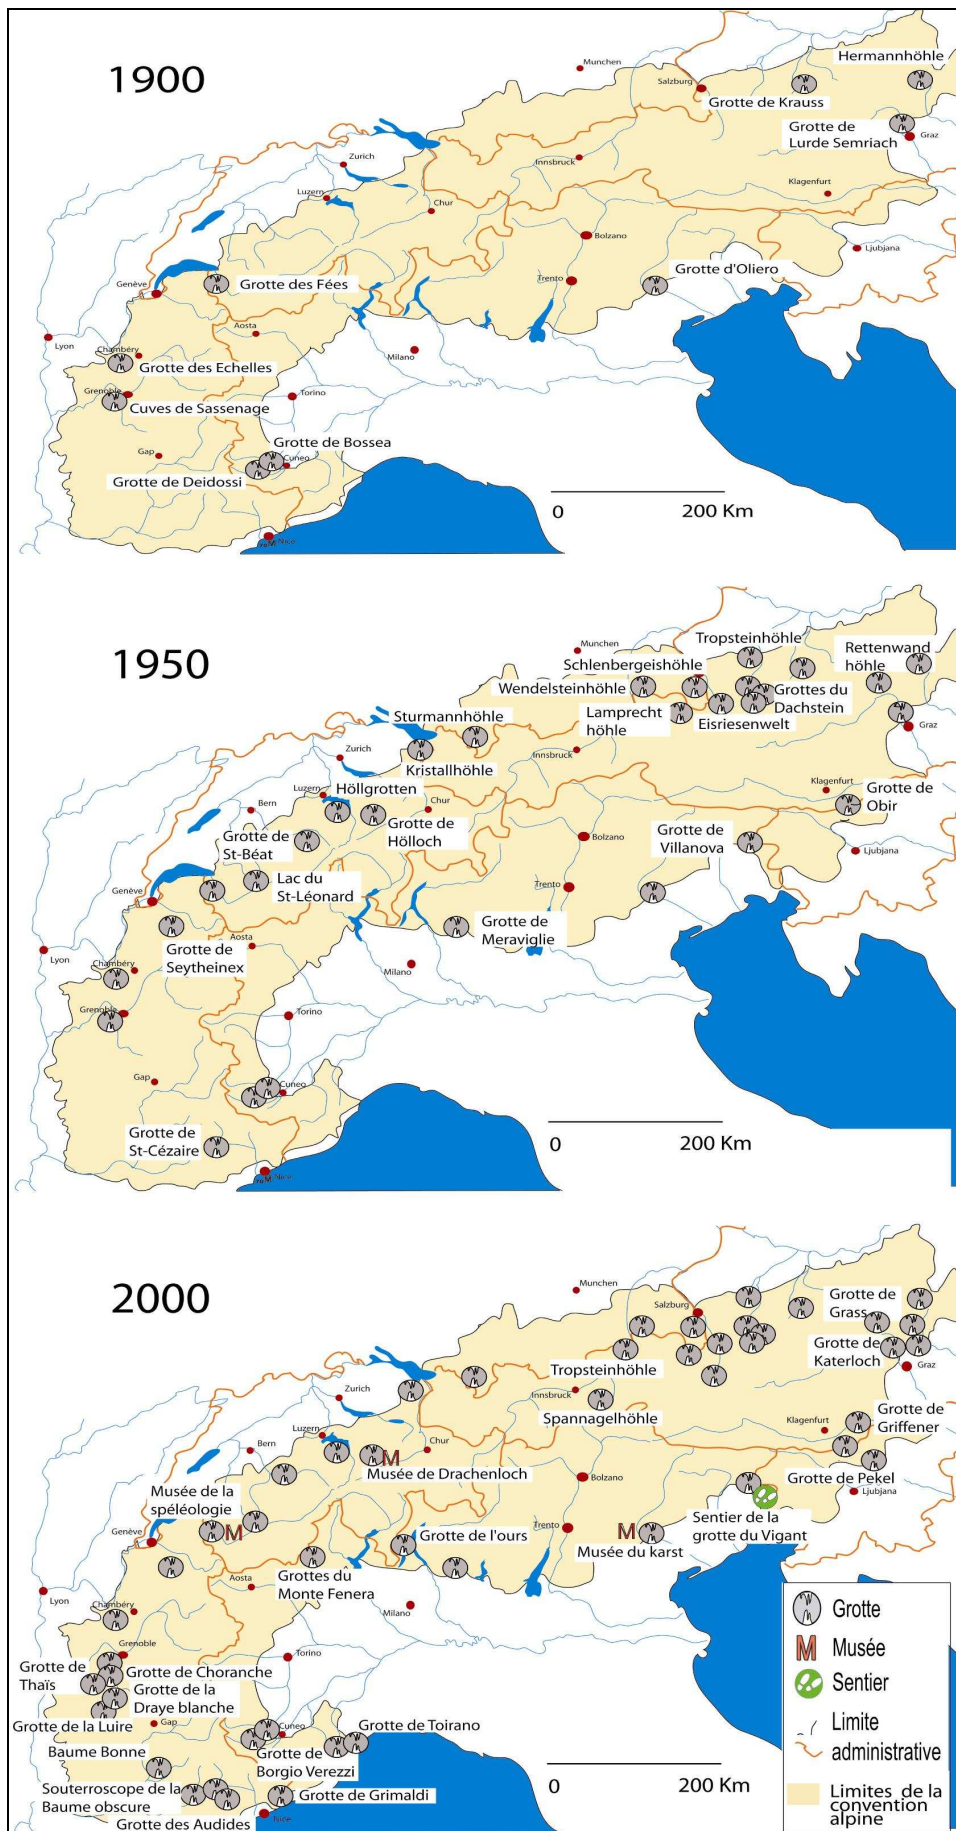 1900
Munchen
Hermannhöhle
Salzburg
Grotte de Krauss
Zurich
Grotte de
Lurde Semriach
Graz
Innsbruck
Luzern
Chur
Klagenfurt
Bolzano
Ljubjana
Grotte d'Oliero
Trento
Genève
Grotte des Fées
Aosta
Lyon
Chambéry
Milano
Grotte des Echelles
Grenoble
Torino
Cuves de Sassenage
Grotte de Bossea
Gap
Cuneo
Grotte de Deidossi
0
200 Km
M
Nice
1950
Munchen
Tropsteinhöhle
Rettenwand
höhle
Schlenbergeishöhle
Wendelsteinhöhle
Grottes du
Dachstein
Sturmannhöhle
Lamprecht
höhle
Eisriesenwelt
Graz
Zurich
Innsbruck
Kristallhöhle
Luzern
Höllgrotten
Klagenfurt
Grotte de
Obir
Bern
Chur
Grotte de
Hölloch
Grotte de
St-Béat
Bolzano
Grotte de
Villanova
Ljubjana
Lac du
St-Léonard
Genève
Trento
Grotte de
Seytheinex
Aosta
Grotte de
Meraviglie
Lyon
Chambéry
Milano
Grenoble
Torino
Gap
Cuneo
Grotte de
St-Cézaire
0
200 Km
M
Nice
2000
Munchen
Grotte de
Grass
Salzburg
Grotte de
Katerloch
Tropsteinhöhle
Graz
Zurich
Innsbruck
Spannagelhöhle
Luzern
Klagenfurt
Grotte de
Griffener
Bern
Chur
M
Musée de Drachenloch
Bolzano
Grotte de Pekel
Ljubjana
Musée de la
spéléologie
M
Sentier de la
grotte du Vigant
Genève
Trento
M
Musée du karst
Grotte de l'ours
Grottes du
Monte Fenera
Aosta
Lyon
Chambéry
Milano
Grotte
Grenoble
Torino
M
Musée
Grotte de
Thaïs
Grotte de Choranche
Grotte de la
Draye blanche
Sentier
Grotte de la Luire
Gap
Cuneo
Grotte de Toirano
Limite
administrative
Baume Bonne
Grotte de
Borgio Verezzi
Souterroscope de la
Baume obscure
Grotte de Grimaldi
0
200 Km
Limites de la
convention
alpine
Grotte des Audides
Nice